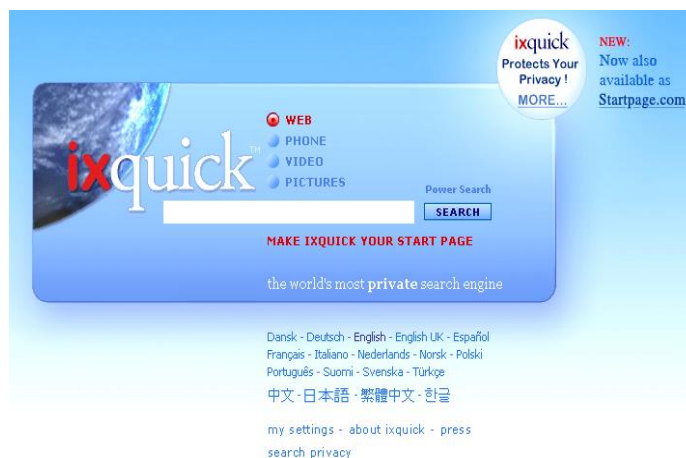 ixquick
Protects Your
Privacy !
MORE...
NEW:
Now also
available as
Startpage.com
ixquick™
WEB
PHONE
VIDEO
PICTURES
Power Search
SEARCH
MAKE IXQUICK YOUR START PAGE
the world's most private search engine
Dansk - Deutsch - English - English UK - Español
Français - Italiano - Nederlands - Norsk - Polski
Português - Suomi - Svenska - Türkçe
中文 - 日本語 - 繁體中文 - 한글
my settings - about ixquick - press
search privacy